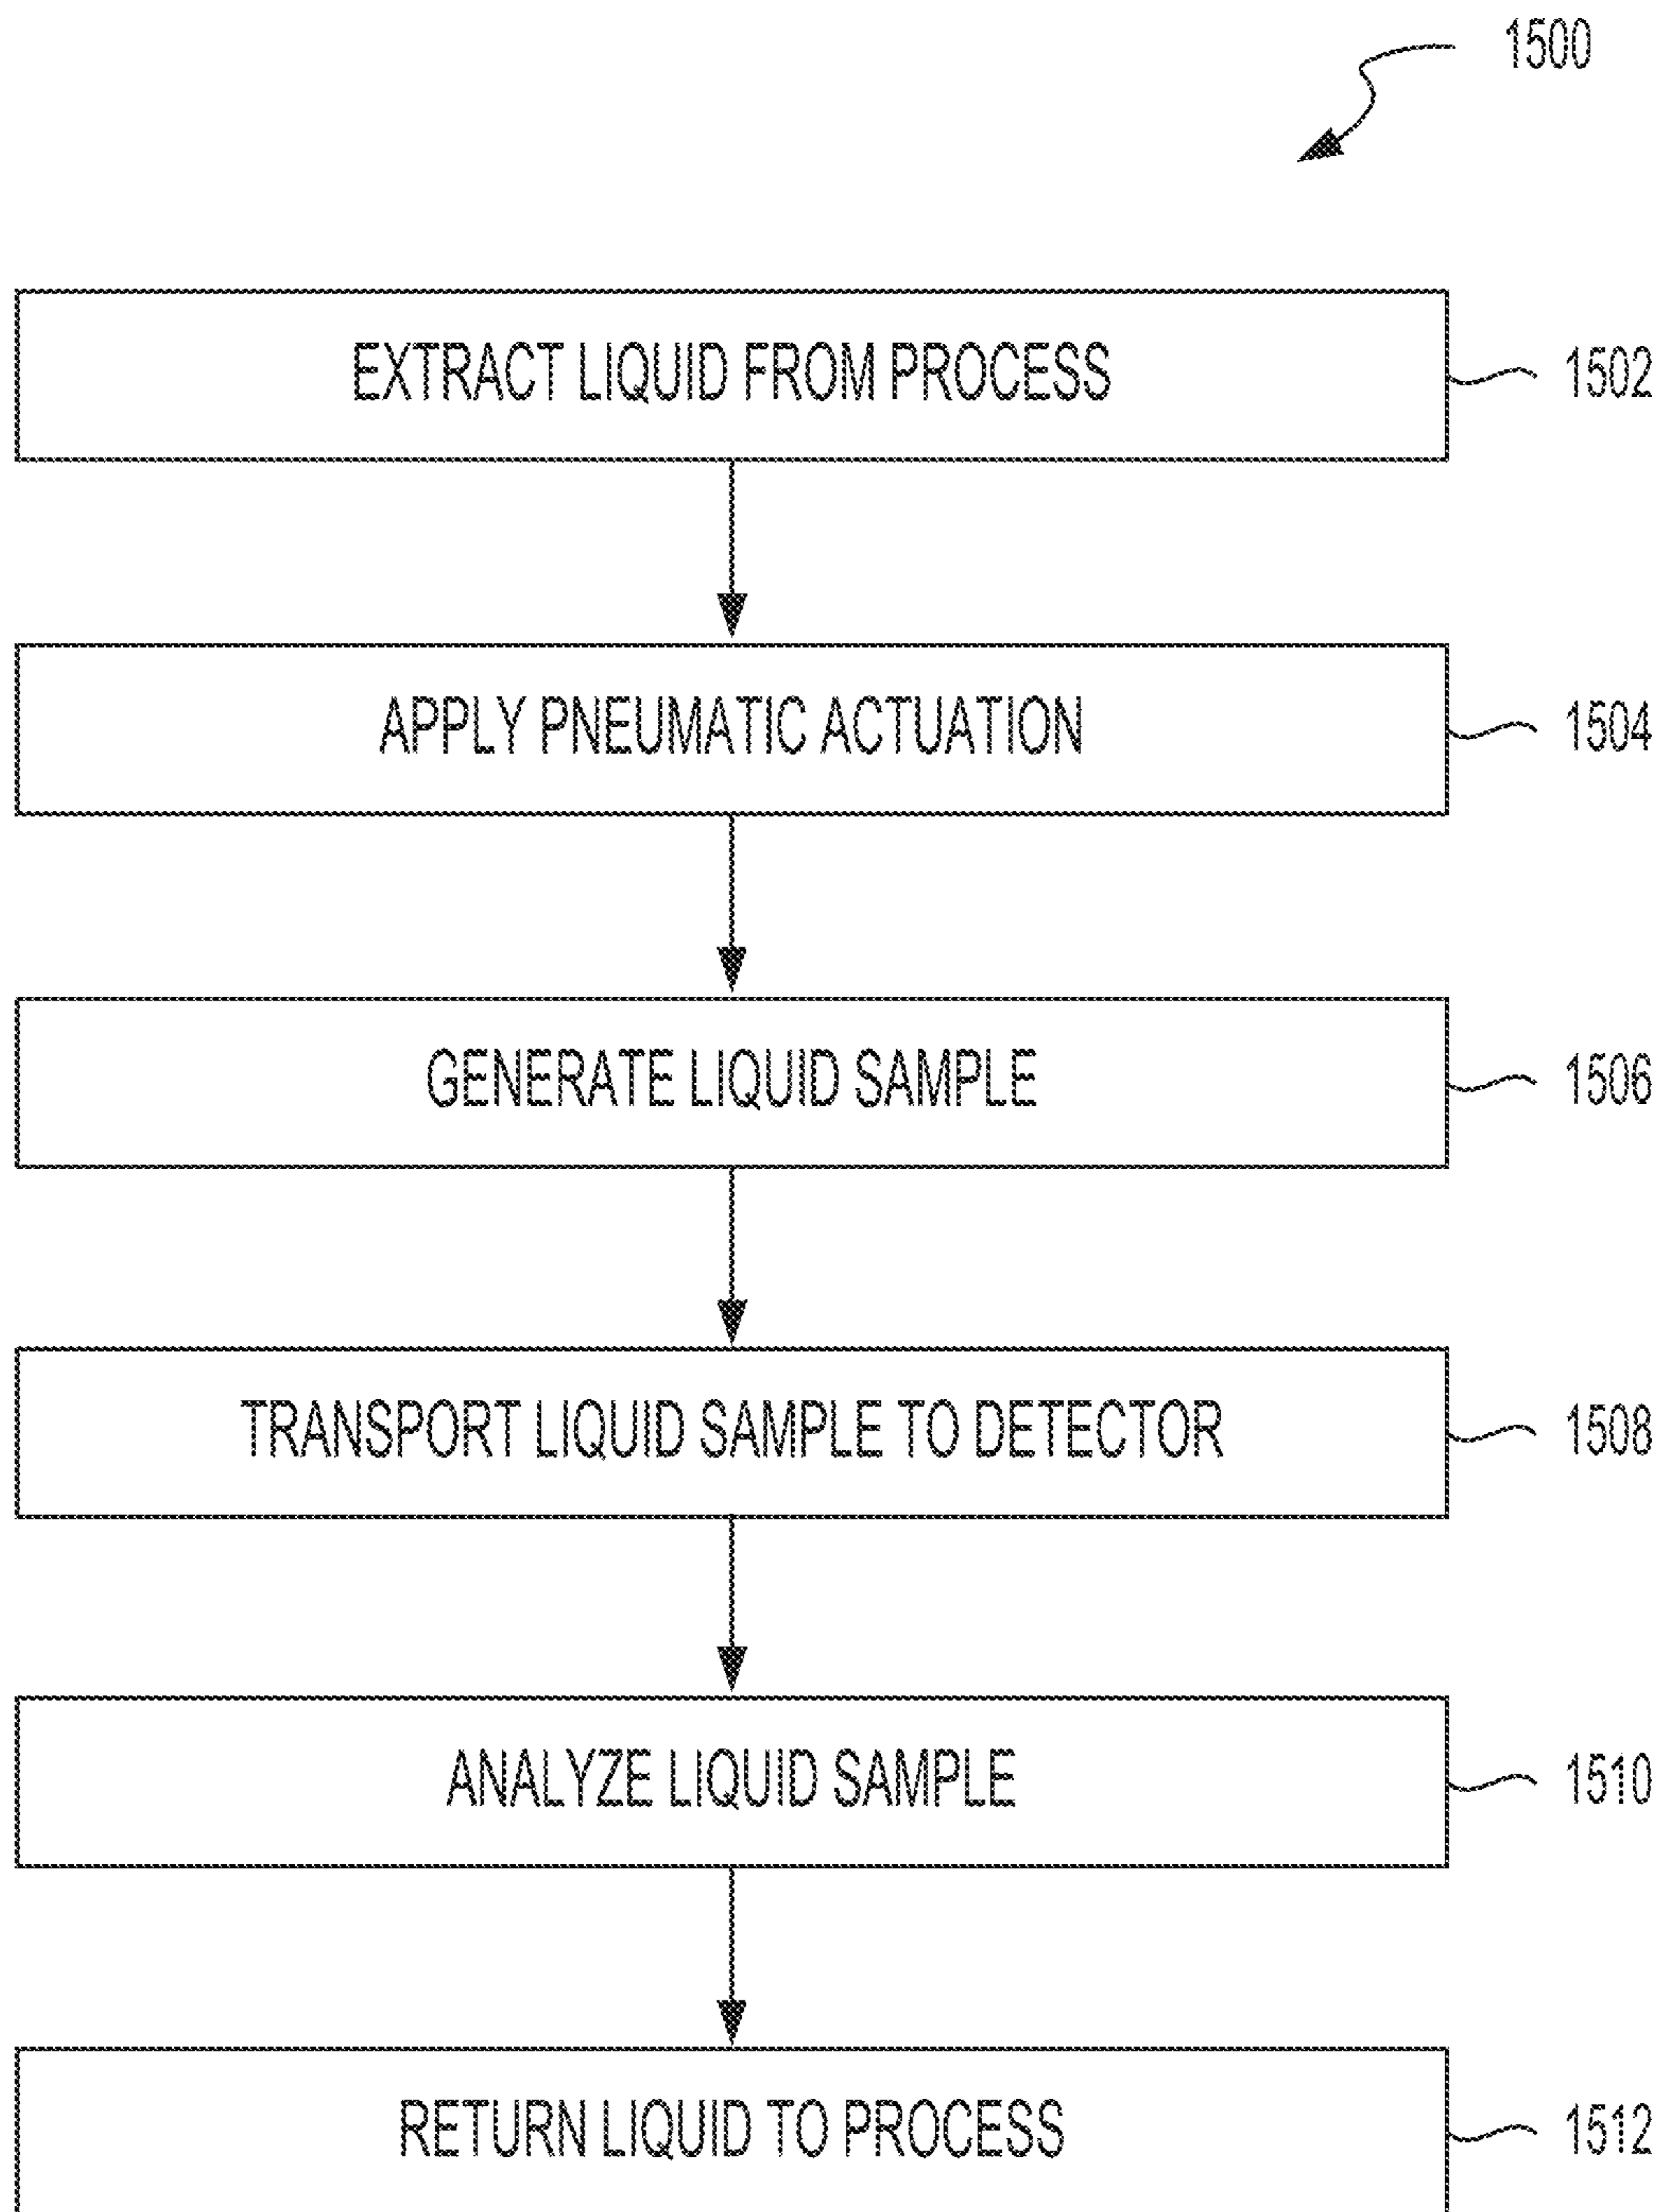 1500
EXTRACT LIQUID FROM PROCESS
1502
APPLY PNEUMATIC ACTUATION
1504
GENERATE LIQUID SAMPLE
1506
TRANSPORT LIQUID SAMPLE TO DETECTOR
1508
ANALYZE LIQUID SAMPLE
1510
RETURN LIQUID TO PROCESS
1512